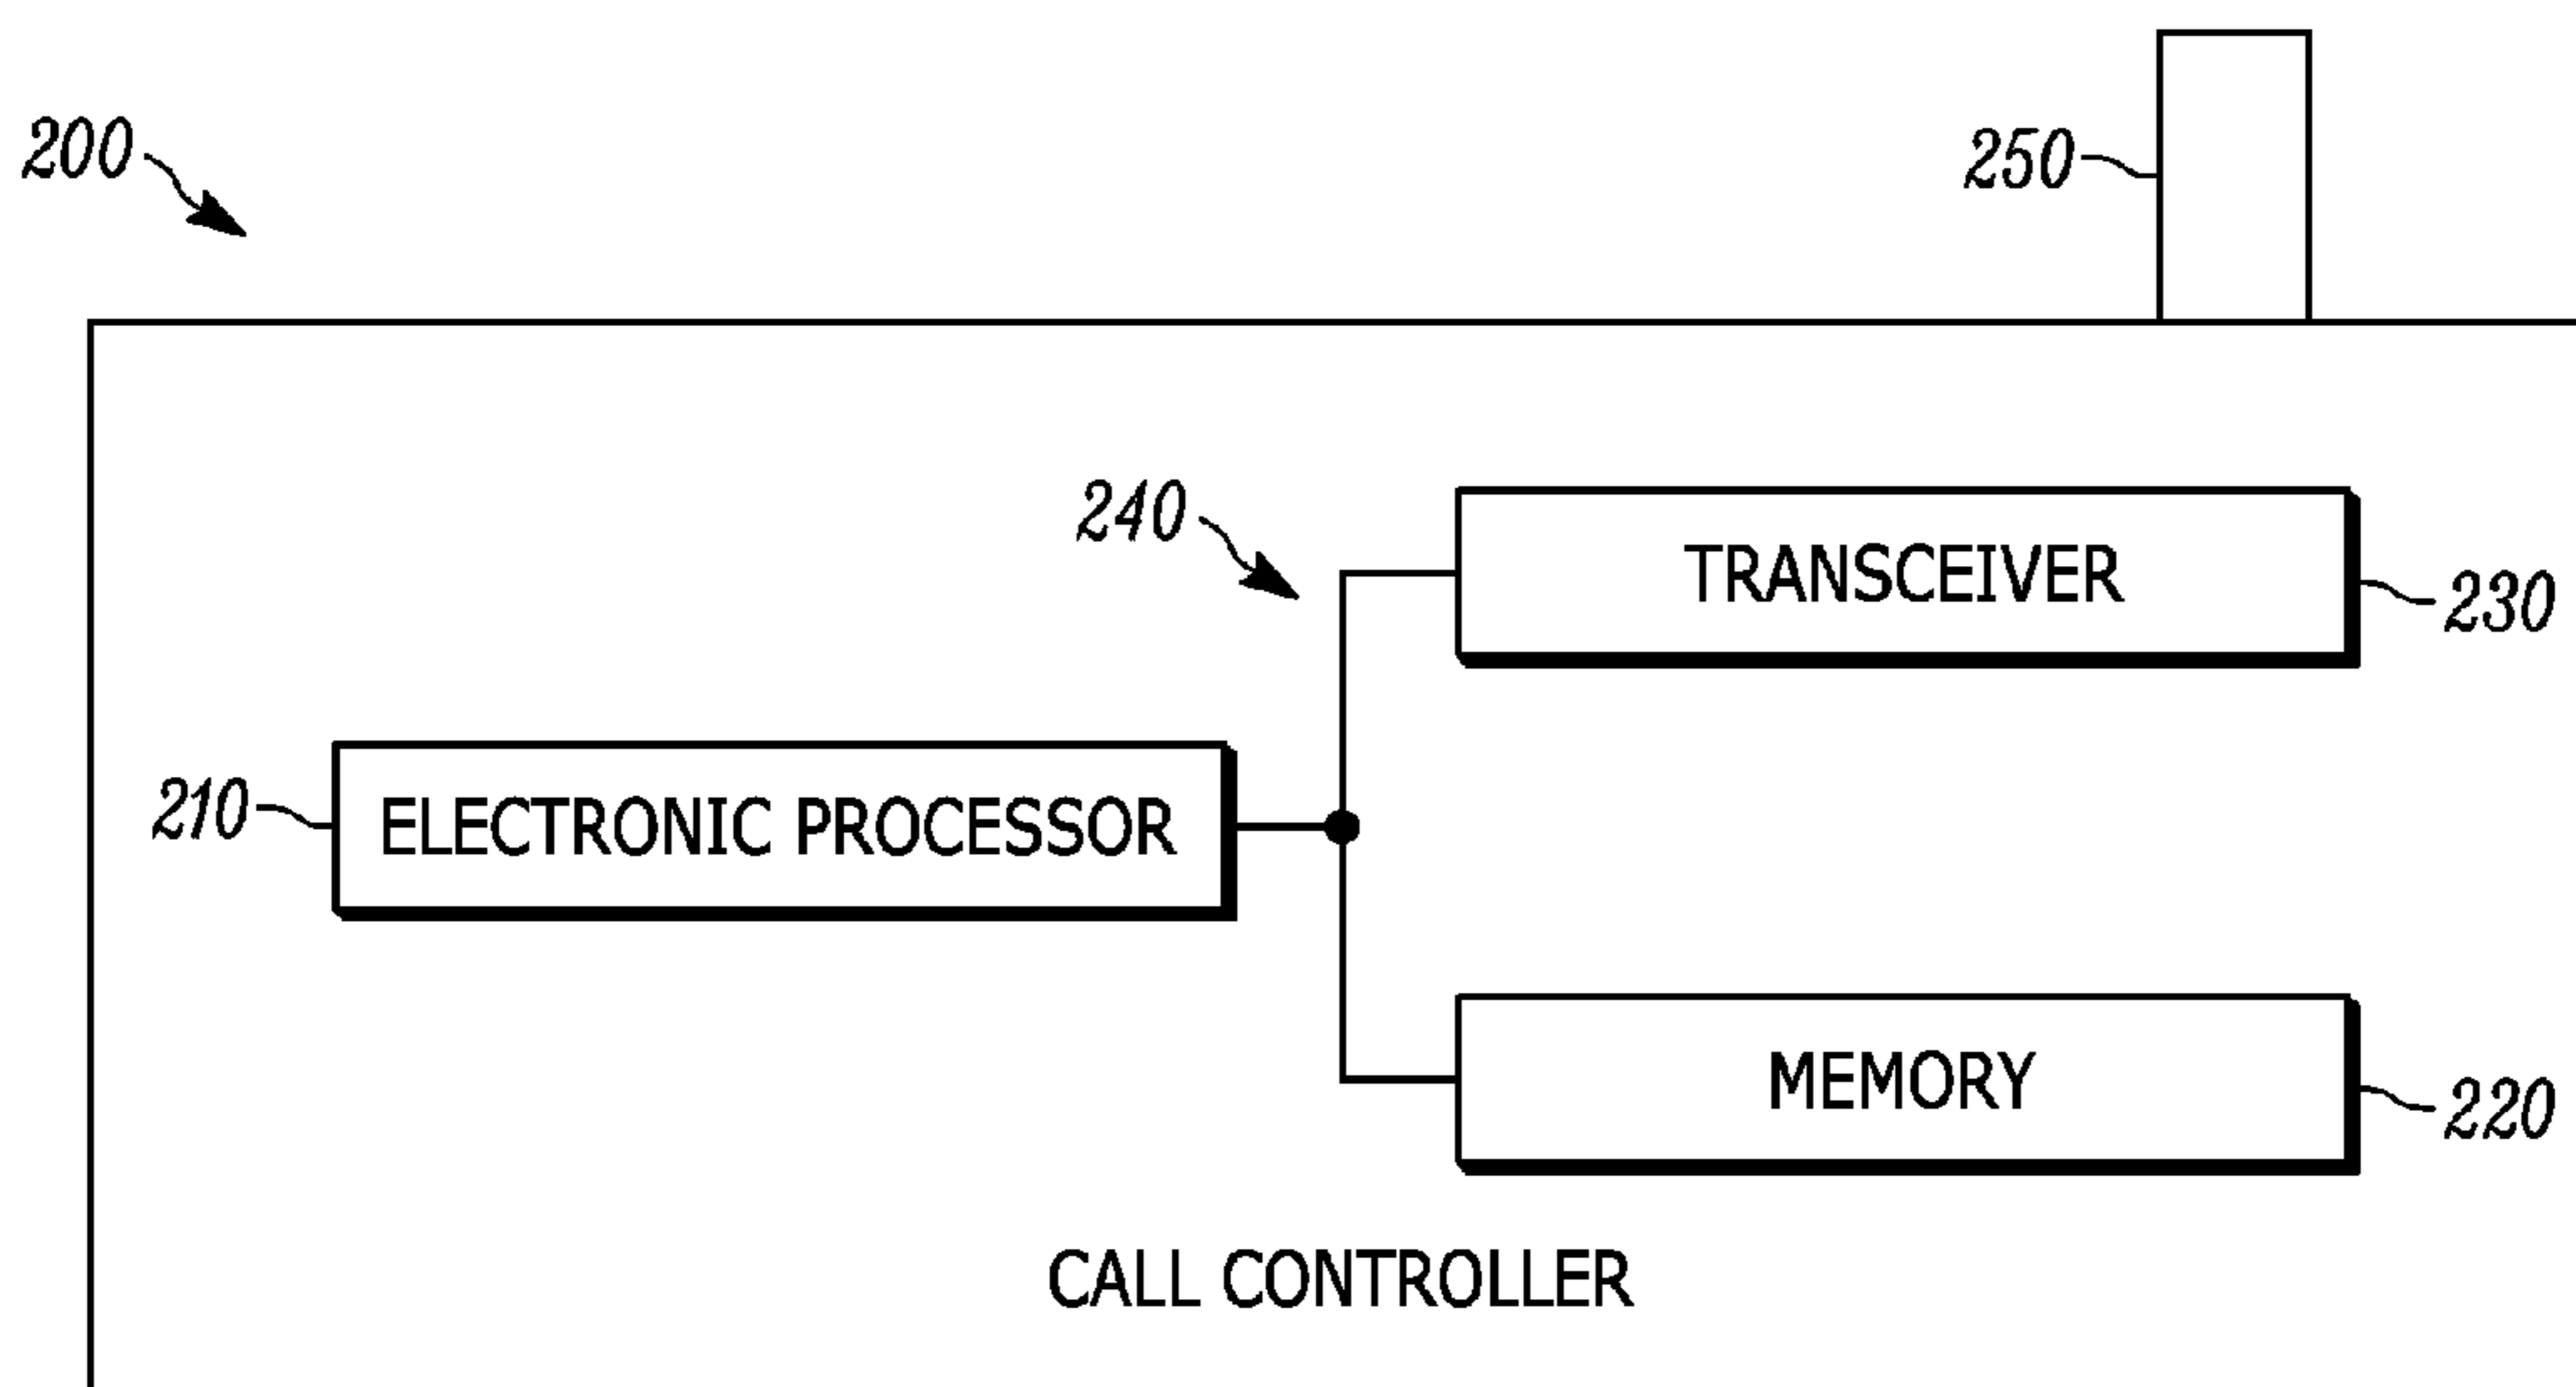 200
250
240
TRANSCEIVER
230
210
ELECTRONIC PROCESSOR
MEMORY
220
CALL CONTROLLER